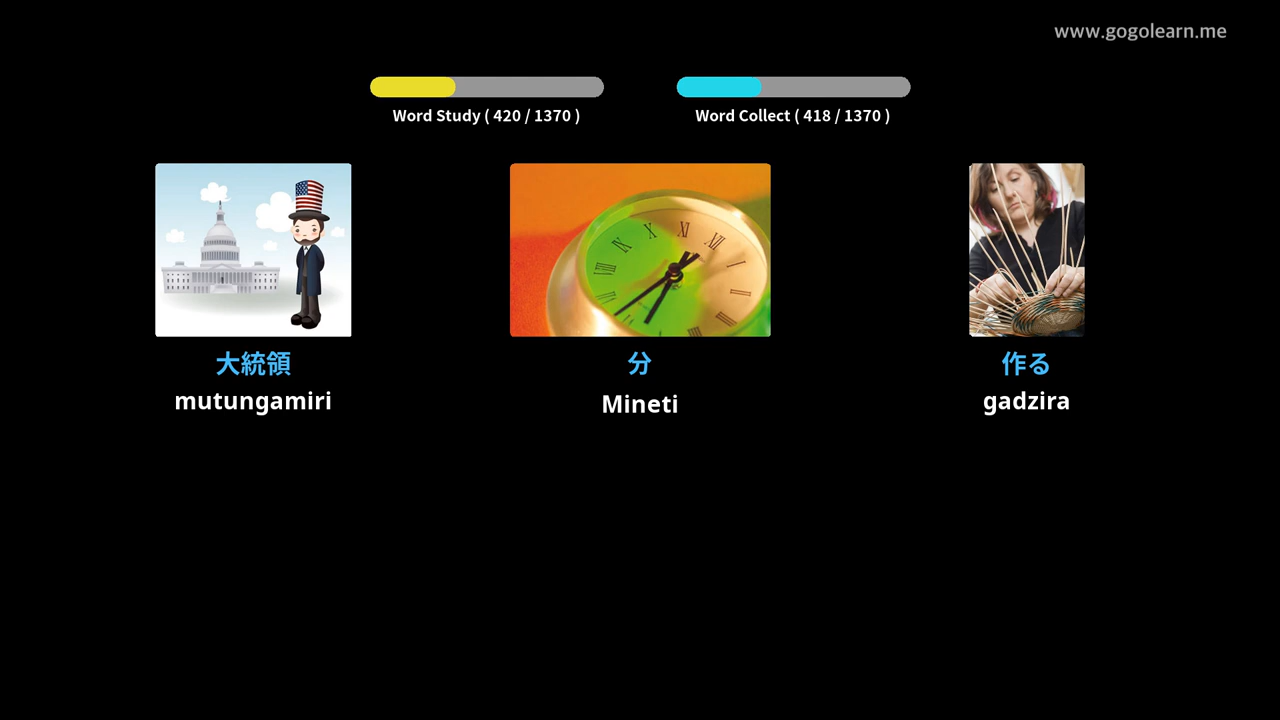 www.gogolearn.me
Word Study ( 420 / 1370 )
Word Collect ( 418 / 1370 )
大統領
mutungamiri
分
Mineti
作る
gadzira